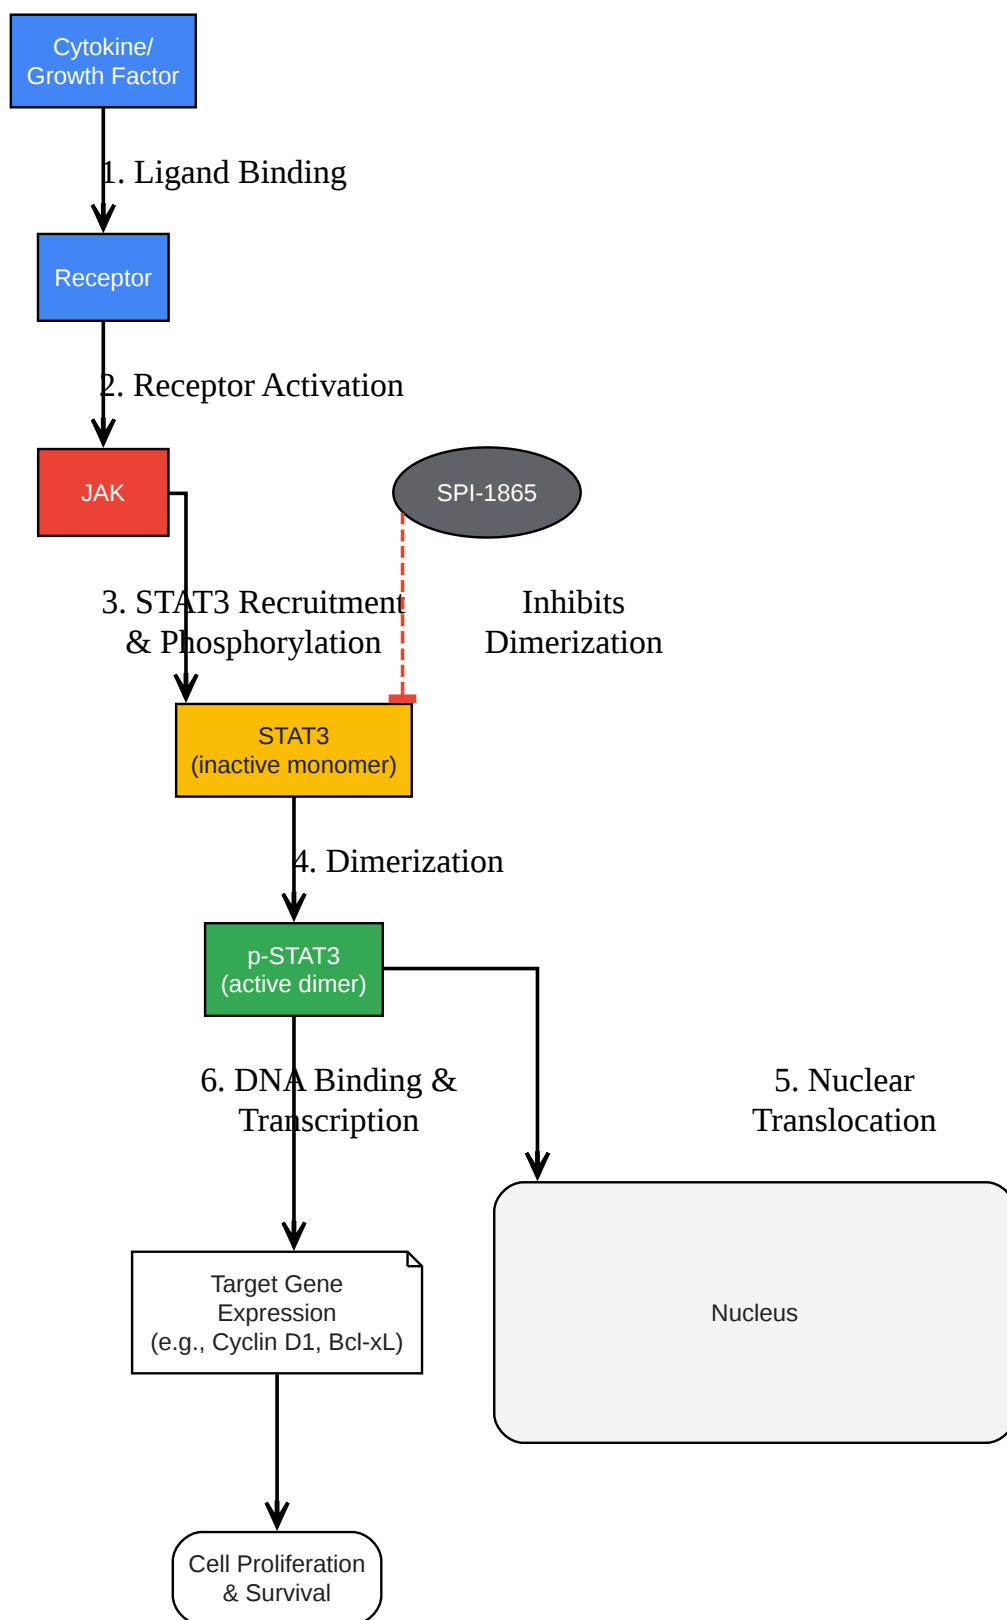 Cytokine/
Growth Factor
1. Ligand Binding
Receptor
2. Receptor Activation
JAK
SPI-1865
3. STAT3 Recruitment
& Phosphorylation
Inhibits
Dimerization
STAT3
(inactive monomer)
4. Dimerization
p-STAT3
(active dimer)
6. DNA Binding &
Transcription
5. Nuclear
Translocation
Target Gene
Expression
(e.g., Cyclin D1, Bcl-xL)
Nucleus
Cell Proliferation
& Survival